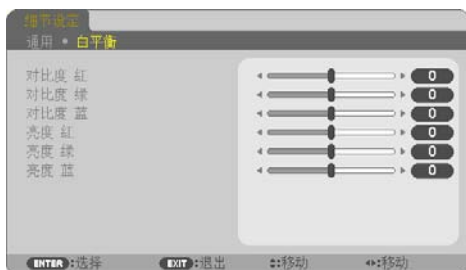 细节设定
通用 • 白平衡
对比度 红 0
对比度 绿 0
对比度 蓝 0
亮度 红 0
亮度 绿 0
亮度 蓝 0
ENTER:选择 EXIT:退出 :移动 :移动